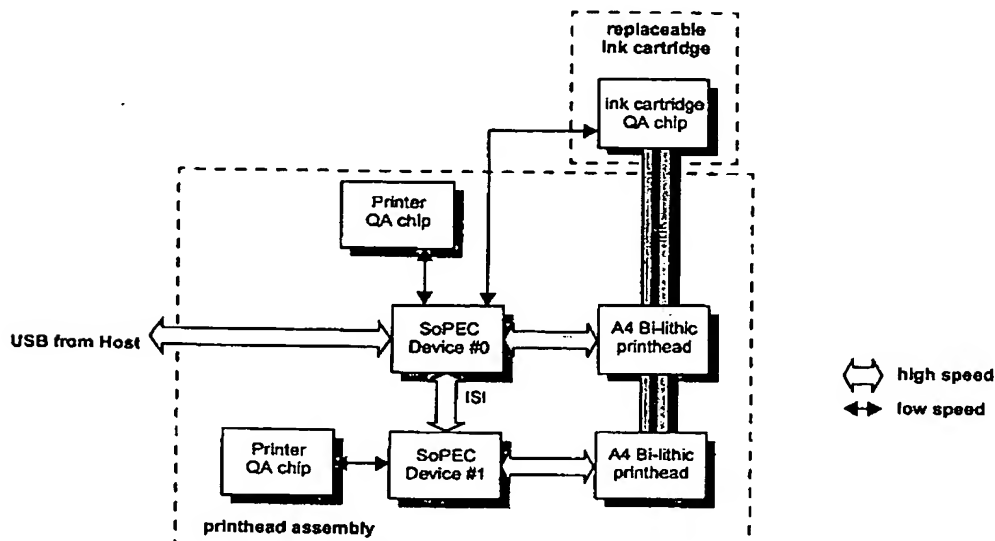 replaceable
ink cartridge
ink cartridge
QA chip
Printer
QA chip
USB from Host
SoPEC
Device #0
A4 Bi-lithic
printhead
high speed
low speed
ISI
Printer
QA chip
SoPEC
Device #1
A4 Bi-lithic
printhead
printhead assembly